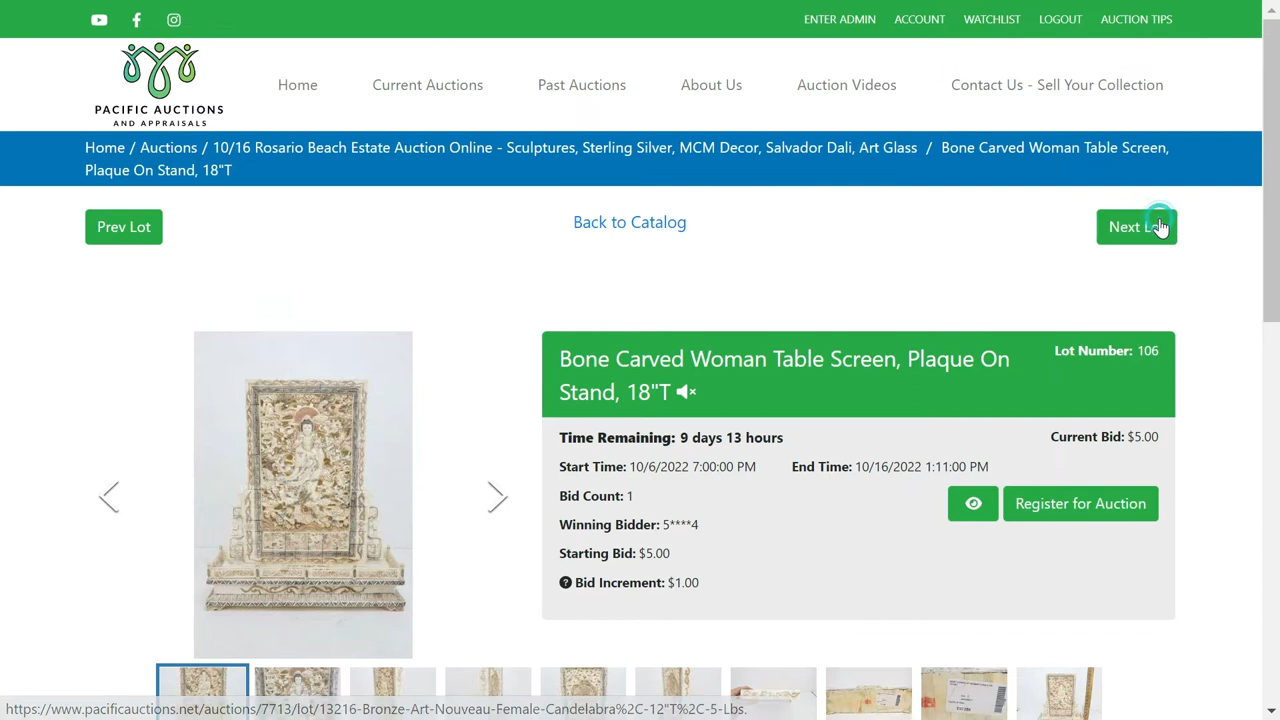 ENTER ADMIN ACCOUNT WATCHLIST LOGOUT AUCTION TIPS
PACIFIC AUCTIONS
AND APPRAISALS
Home Current Auctions Past Auctions About Us Auction Videos Contact Us - Sell Your Collection
Home / Auctions / 10/16 Rosario Beach Estate Auction Online - Sculptures, Sterling Silver, MCM Decor, Salvador Dali, Art Glass / Bone Carved Woman Table Screen,
Plaque On Stand, 18"T
Prev Lot Back to Catalog Next
Bone Carved Woman Table Screen, Plaque On
Stand, 18"T
Lot Number: 106
Time Remaining: 9 days 13 hours
Current Bid: $5.00
Start Time: 10/6/2022 7:00:00 PM End Time: 10/16/2022 1:11:00 PM
Bid Count: 1
Register for Auction
Winning Bidder: 5****4
Starting Bid: $5.00
Bid Increment: $1.00
https://www.pacificauctions.net/auctions/7713/lot/13216-Bronze-Art-Nouveau-Female-Candelabra%2C-12"T%2C-5-Lbs.